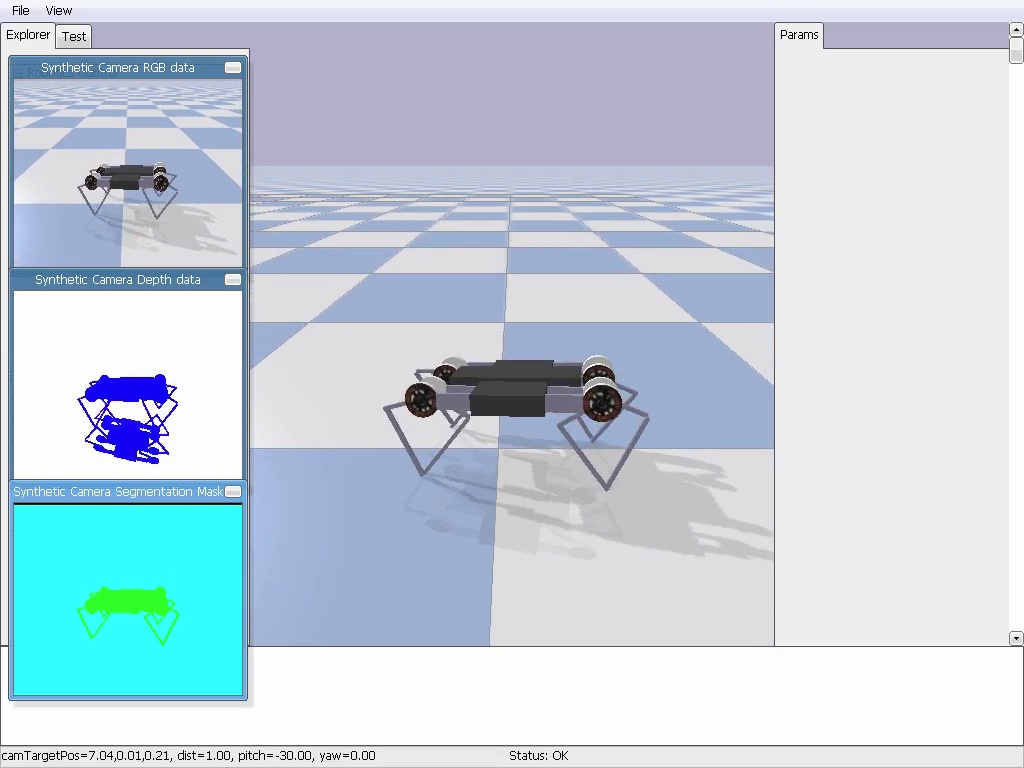 File View
Explorer Test
Params
Synthetic Camera RGB data
Synthetic Camera Depth data
Synthetic Camera Segmentation Mask
camTargetPos=7.04,0.01,0.21, dist=1.00, pitch=-30.00, yaw=0.00
Status: OK